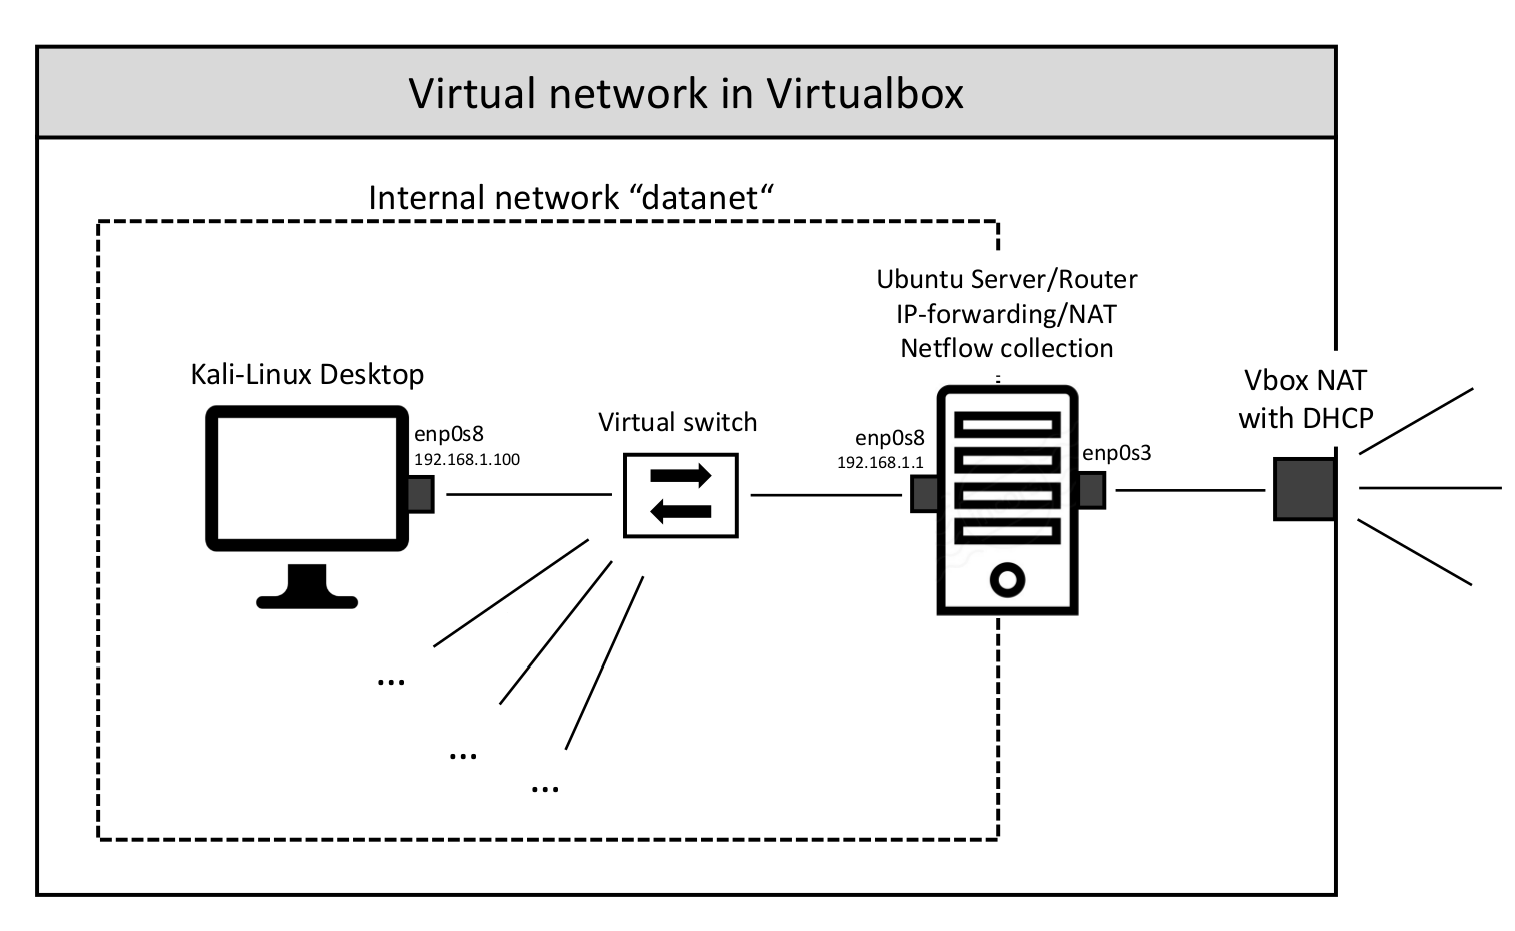 Virtual network in Virtualbox
Internal network “datanet“
Ubuntu Server/Router
IP-forwarding/NAT
Netflow collection
Kali-Linux Desktop
enp0s8
192.168.1.100
Virtual switch
enp0s8
192.168.1.1
enp0s3
Vbox NAT
with DHCP
...
...
...